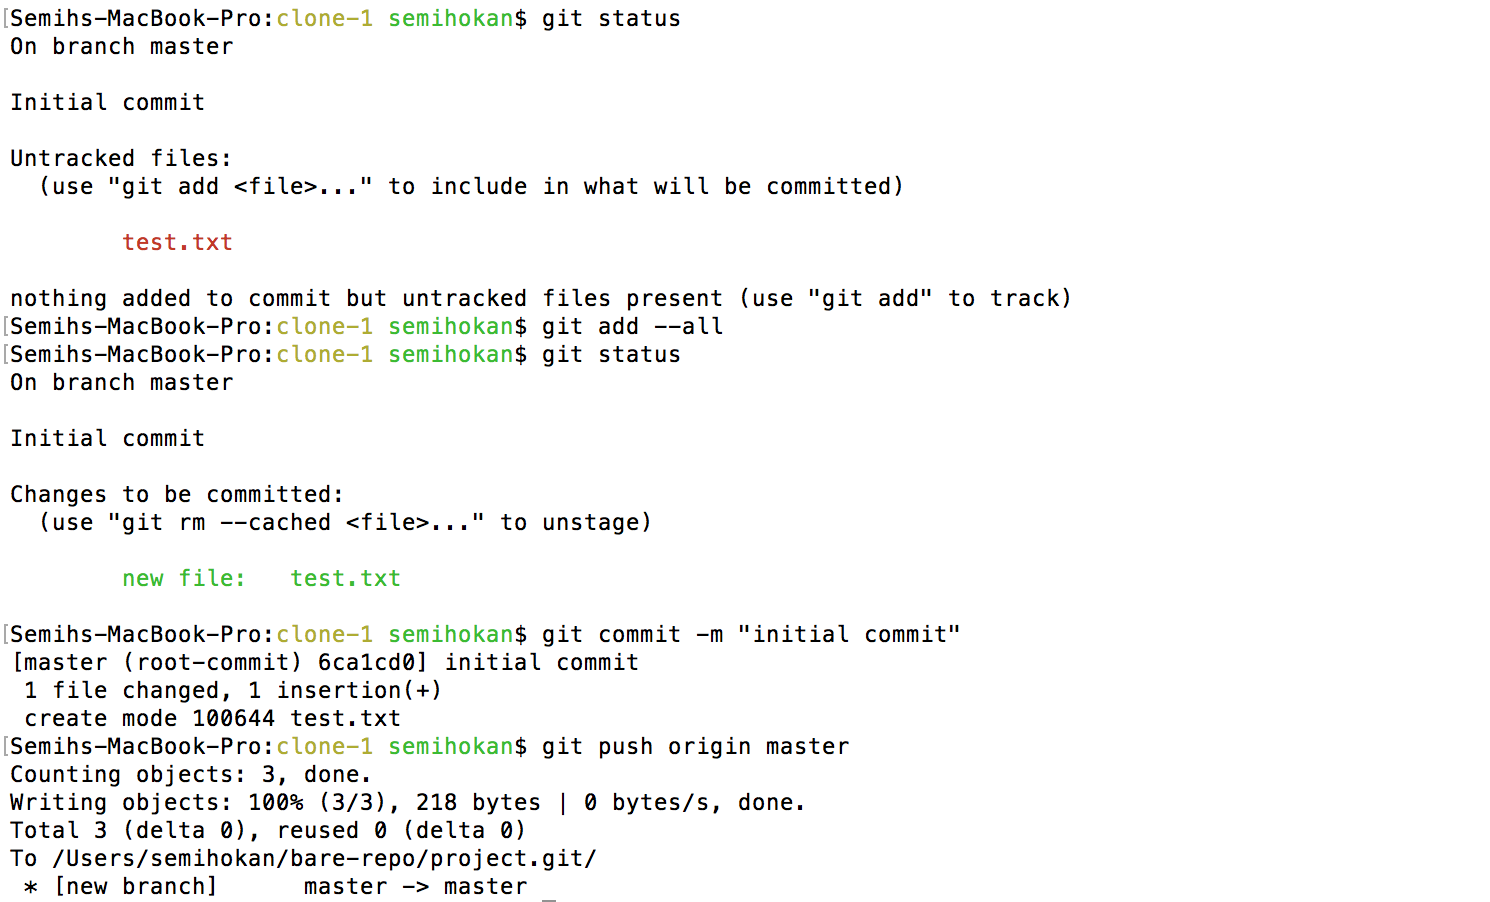 [Semihs-MacBook-Pro:clone-1 semihokan$ git status
On branch master
Initial commit
Untracked files:
  (use "git add <file>..." to include in what will be committed)
        test.txt
nothing added to commit but untracked files present (use "git add" to track)
[Semihs-MacBook-Pro:clone-1 semihokan$ git add --all
[Semihs-MacBook-Pro:clone-1 semihokan$ git status
On branch master
Initial commit
Changes to be committed:
  (use "git rm --cached <file>..." to unstage)
        new file:   test.txt
[Semihs-MacBook-Pro:clone-1 semihokan$ git commit -m "initial commit"
[master (root-commit) 6ca1cd0] initial commit
 1 file changed, 1 insertion(+)
 create mode 100644 test.txt
[Semihs-MacBook-Pro:clone-1 semihokan$ git push origin master
Counting objects: 3, done.
Writing objects: 100% (3/3), 218 bytes | 0 bytes/s, done.
Total 3 (delta 0), reused 0 (delta 0)
To /Users/semihokan/bare-repo/project.git/
 * [new branch]      master -> master